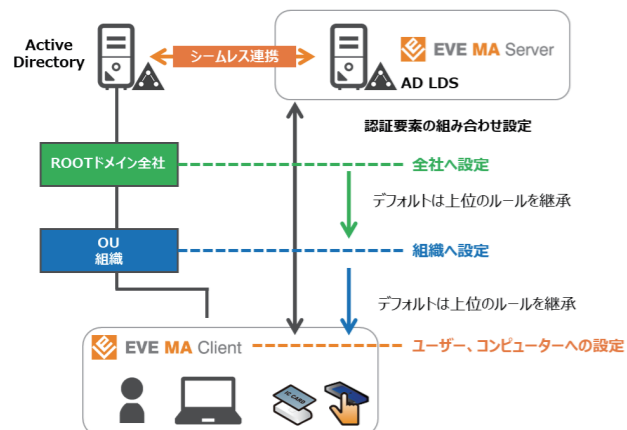 Active
Directory
シームレス連携
EVE MA Server
AD LDS
認証要素の組み合わせ設定
ROOTドメイン全社
全社へ設定
デフォルトは上位のルールを継承
OU
組織
組織へ設定
デフォルトは上位のルールを継承
EVE MA Client
ユーザー、コンピューターへの設定
IC CARD